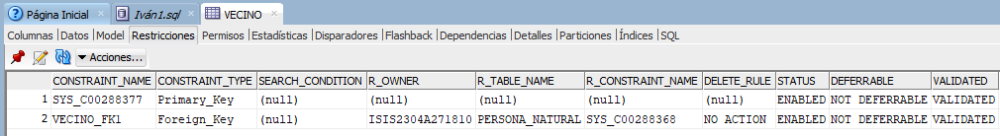 Página Inicial Iván1.sql VECINO
Columnas Datos Model Restricciones Permisos Estadísticas Disparadores Flashback Dependencias Detalles Particiones Índices SQL
Acciones...
CONSTRAINT_NAME CONSTRAINT_TYPE SEARCH_CONDITION R_OWNER R_TABLE_NAME R_CONSTRAINT_NAME DELETE_RULE STATUS DEFERRABLE VALIDATED
1 SYS_C00288377 Primary_Key (null) (null) (null) (null) (null) ENABLED NOT DEFERRABLE VALIDATED
2 VECINO_FK1 Foreign_Key (null) ISIS2304A271810 PERSONA_NATURAL SYS_C00288368 NO ACTION ENABLED NOT DEFERRABLE VALIDATED